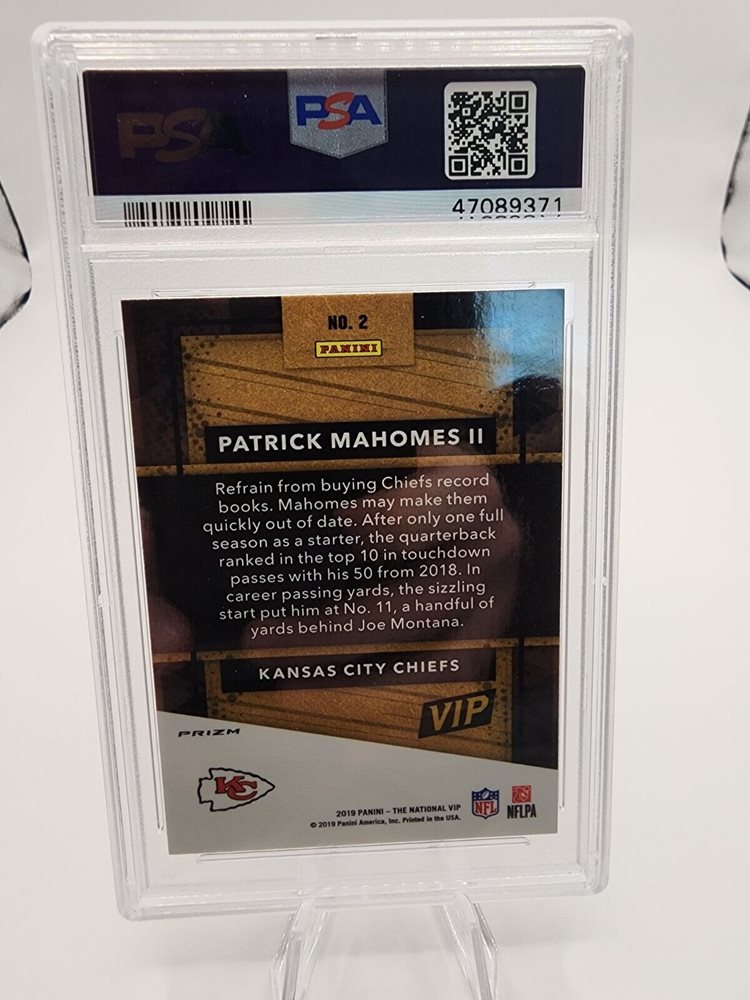 PSA
PSA
47089371
NO. 2
PANINI
PATRICK MAHOMES II
Refrain from buying Chiefs record
books. Mahomes may make them
quickly out of date. After only one full
season as a starter, the quarterback
ranked in the top 10 in touchdown
passes with his 50 from 2018. In
career passing yards, the sizzling
start put him at No. 11, a handful of
yards behind Joe Montana.
KANSAS CITY CHIEFS
VIP
PRIZM
KC
2019 PANINI – THE NATIONAL VIP
© 2019 Panini America, Inc. Printed in the USA.
NFL
NFLPA